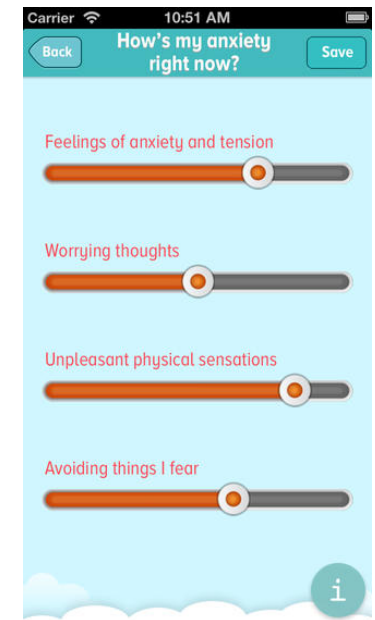 Carrier 10:51 AM
Back How's my anxiety right now? Save
Feelings of anxiety and tension
Worrying thoughts
Unpleasant physical sensations
Avoiding things I fear
i